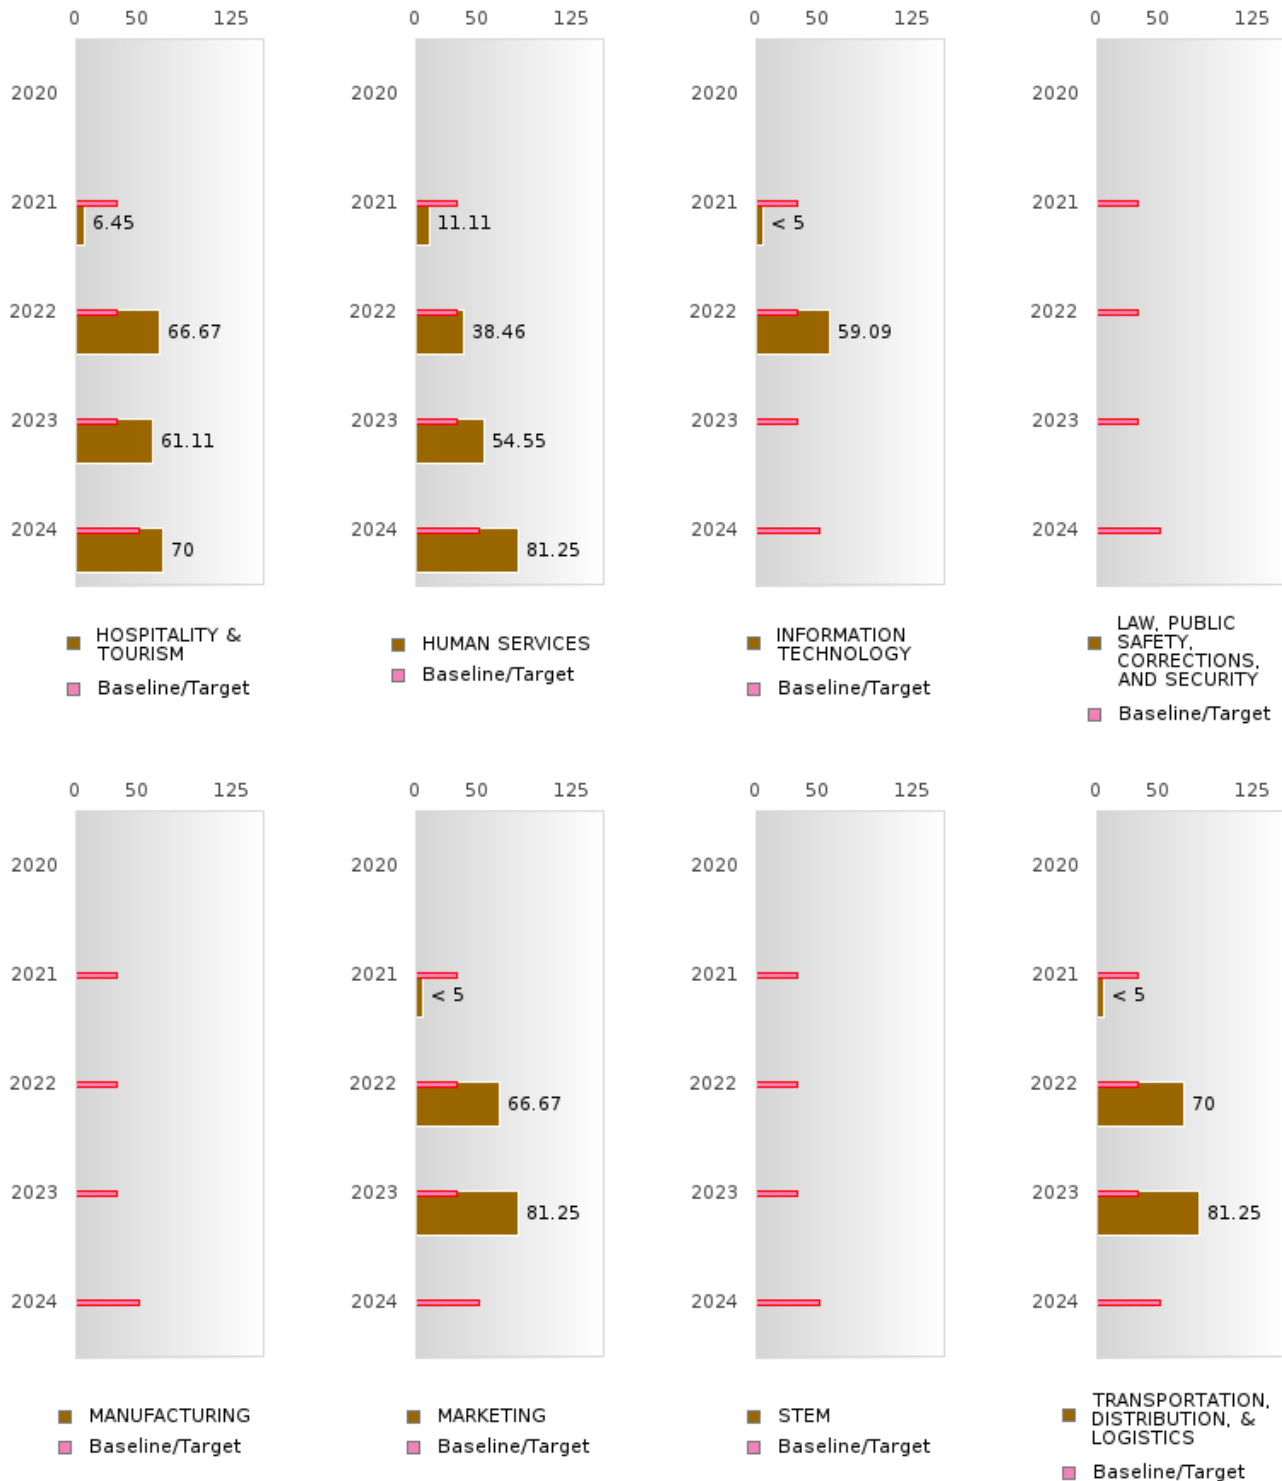 0 50 125 0 50 125 0 50 125 0 50 125
2020 2020 2020 2020
2021 2021 2021 2021
6.45 11.11 < 5
2022 2022 2022 2022
66.67 38.46 59.09
2023 2023 2023 2023
61.11 54.55
2024 2024 2024 2024
70 81.25
HOSPITALITY &
TOURISM
Baseline/Target
HUMAN SERVICES
Baseline/Target
INFORMATION
TECHNOLOGY
Baseline/Target
LAW, PUBLIC
SAFETY,
CORRECTIONS,
AND SECURITY
Baseline/Target
0 50 125 0 50 125 0 50 125 0 50 125
2020 2020 2020 2020
2021 2021 2021 2021
< 5 < 5
2022 2022 2022 2022
66.67 70
2023 2023 2023 2023
81.25 81.25
2024 2024 2024 2024
MANUFACTURING
Baseline/Target
MARKETING
Baseline/Target
STEM
Baseline/Target
TRANSPORTATION,
DISTRIBUTION, &
LOGISTICS
Baseline/Target